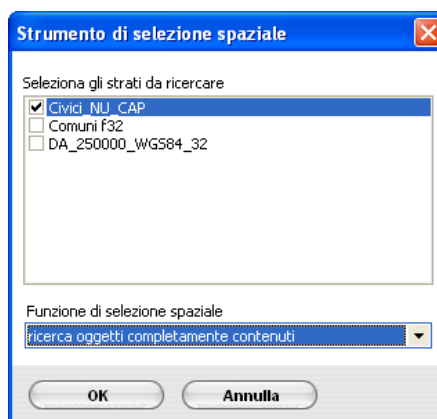 Strumento di selezione spaziale
Seleziona gli strati da ricercare
Civici_NU_CAP
Comuni f32
DA_250000_WGS84_32
Funzione di selezione spaziale
ricerca oggetti completamente contenuti
OK Annulla